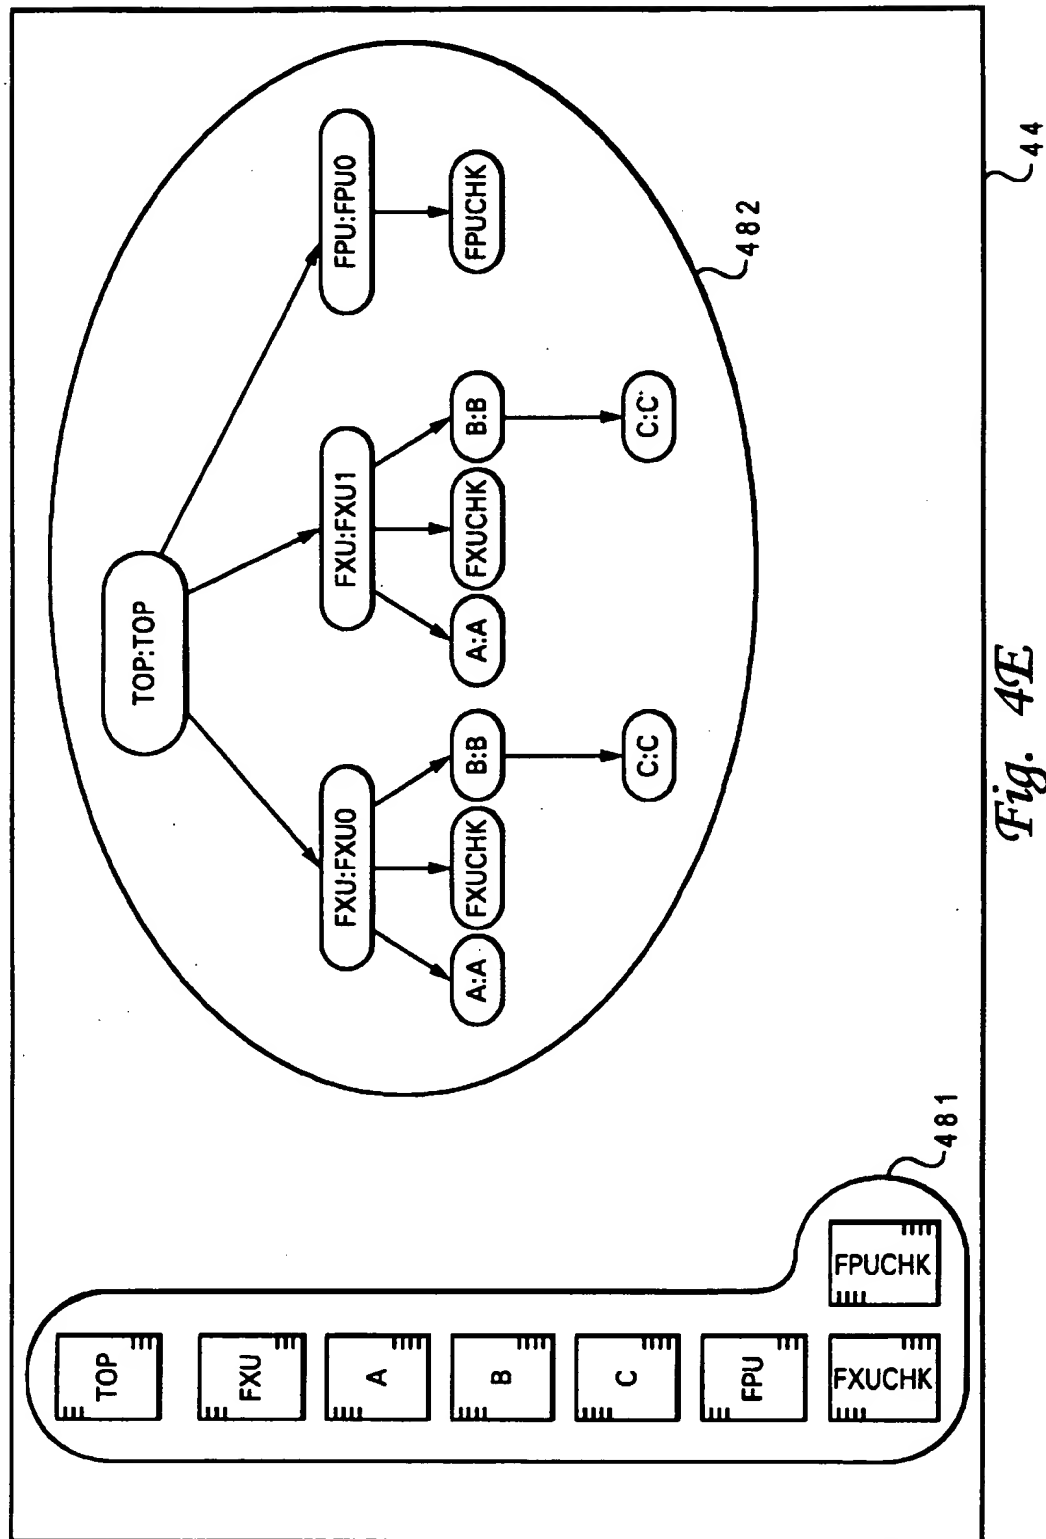 TOP
FXU
A
B
C
FPU
FXUCHK
FPUCHK
481
TOP:TOP
FXU:FXU0
FXU:FXU1
FPU:FPU0
A:A
FXUCHK
B:B
A:A
FXUCHK
B:B
FPUCHK
C:C
C:C
482
44
Fig. 4E